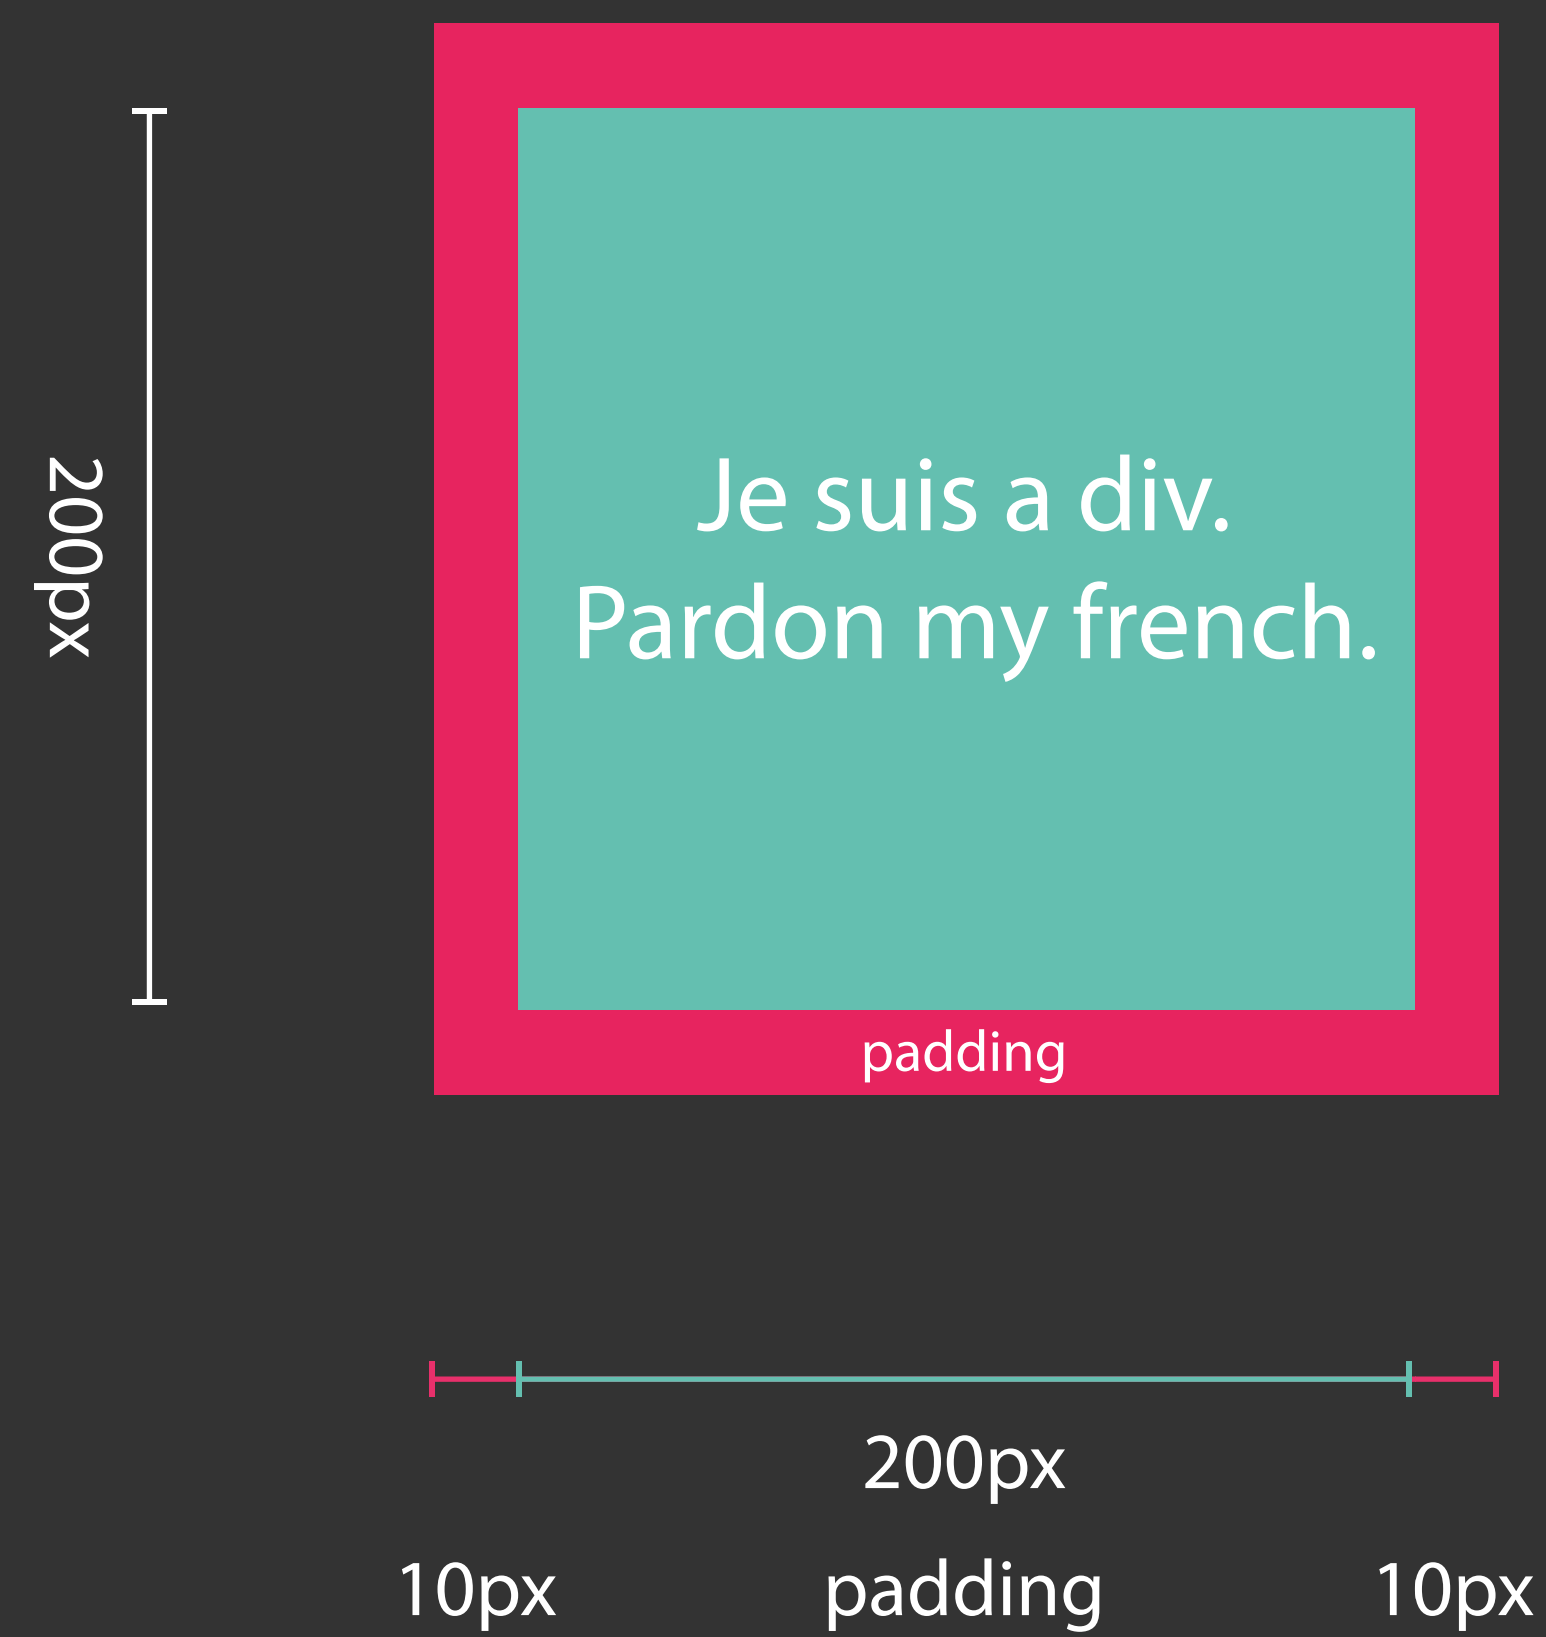 200px
Je suis a div.
Pardon my french.
padding
200px
10px padding 10px